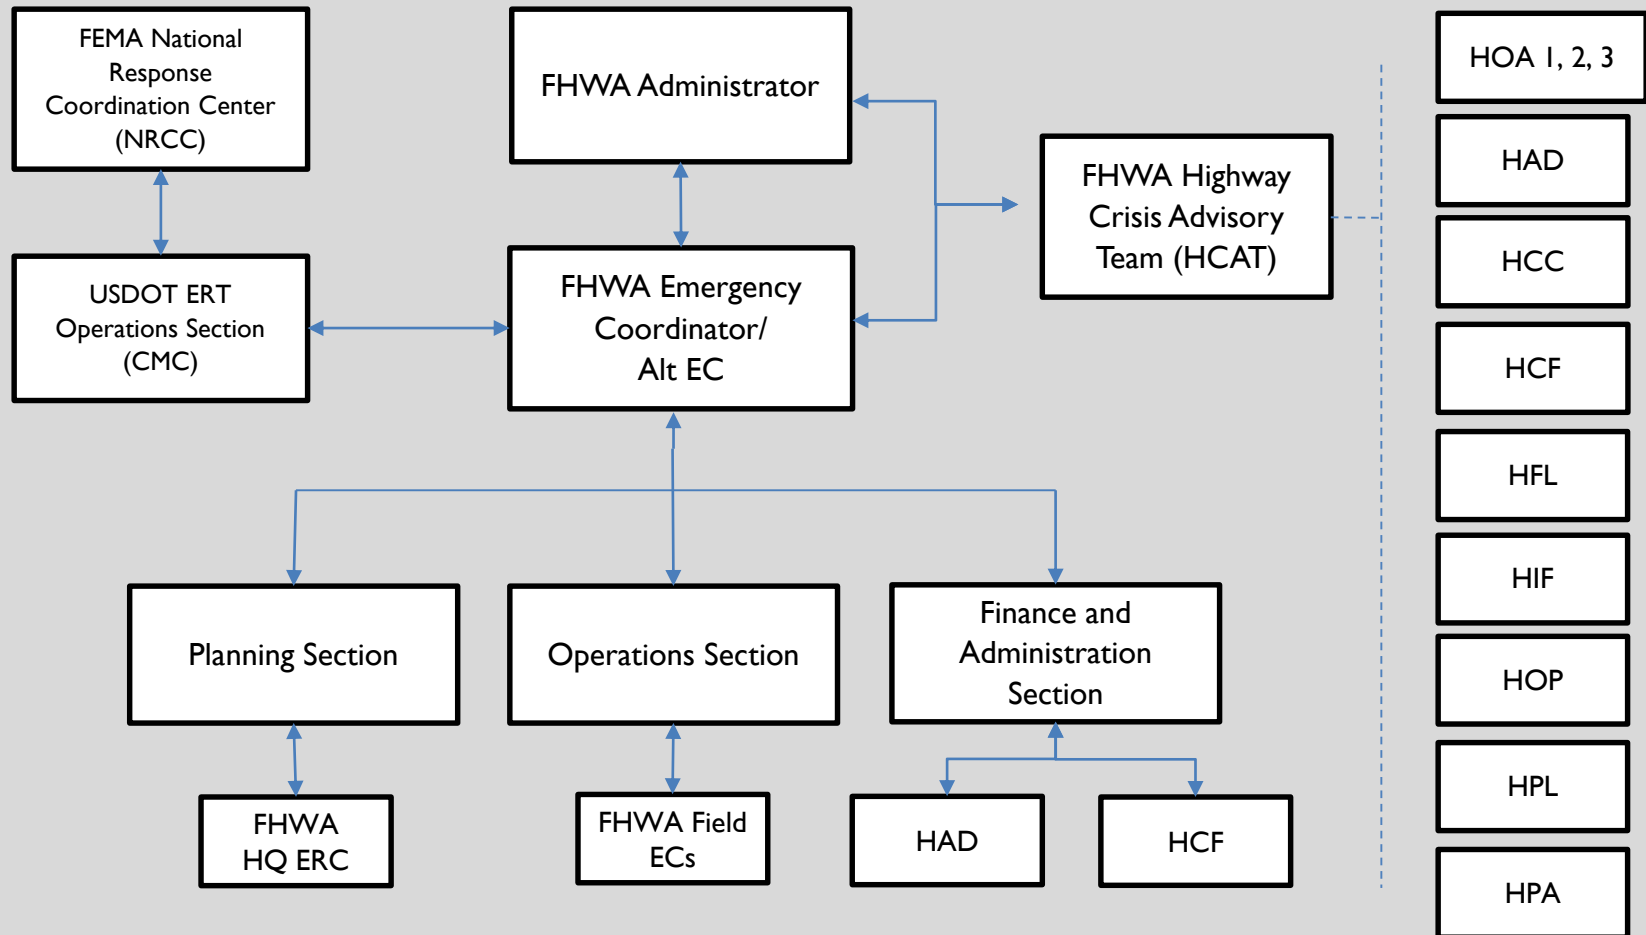 FEMA National
Response
Coordination Center
(NRCC)
FHWA Administrator
FHWA Highway
Crisis Advisory
Team (HCAT)
USDOT ERT
Operations Section
(CMC)
FHWA Emergency
Coordinator/
Alt EC
Planning Section
Operations Section
Finance and
Administration
Section
FHWA
HQ ERC
FHWA Field
ECs
HAD
HCF
HOA 1, 2, 3
HAD
HCC
HCF
HFL
HIF
HOP
HPL
HPA